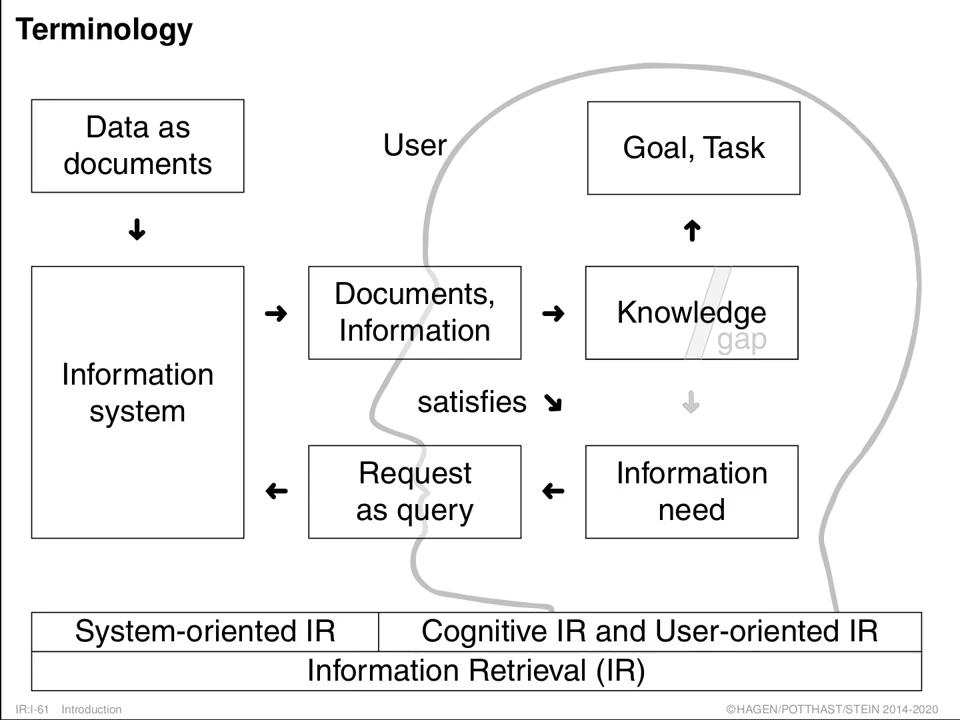 Terminology
Data as
documents
User
Goal, Task
Information
system
Documents,
Information
Knowledge
gap
satisfies
Request
as query
Information
need
System-oriented IR
Cognitive IR and User-oriented IR
Information Retrieval (IR)
IR:I-61 Introduction
©HAGEN/POTTHAST/STEIN 2014-2020